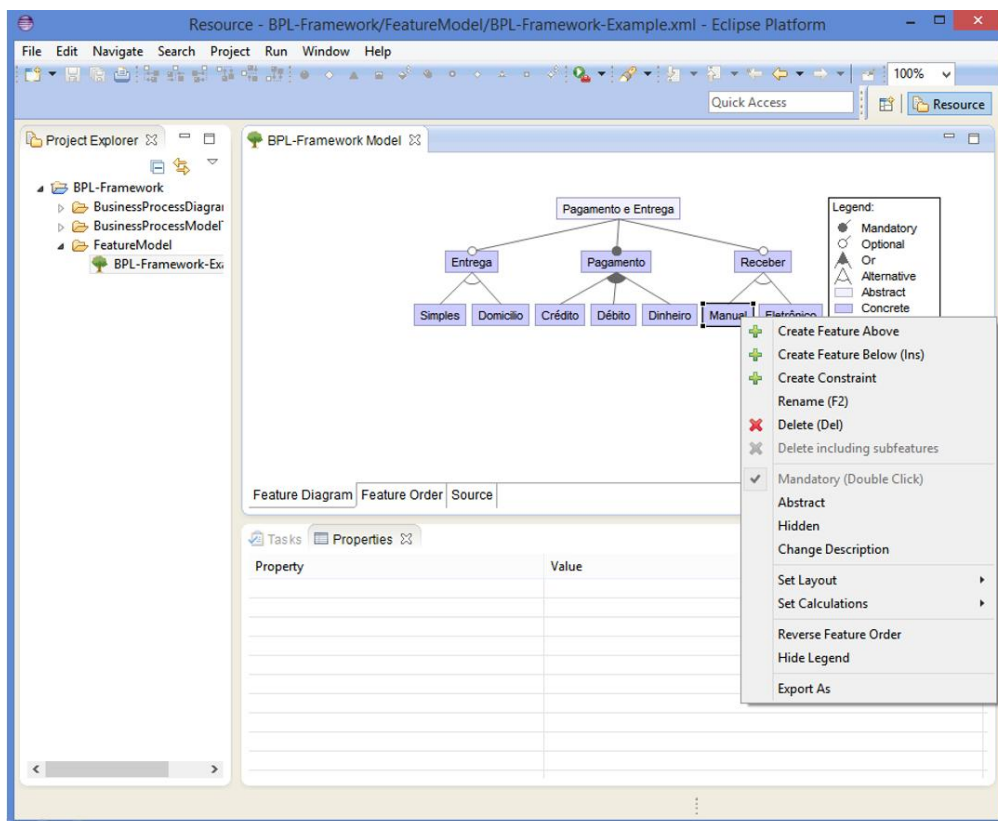 Resource - BPL-Framework/FeatureModel/BPL-Framework-Example.xml - Eclipse Platform
File Edit Navigate Search Project Run Window Help
100%
Quick Access
Resource
Project Explorer
BPL-Framework Model
BPL-Framework
BusinessProcessDiagrar
BusinessProcessModelT
FeatureModel
BPL-Framework-Exa
Pagamento e Entrega
Entrega Pagamento Receber
Simples Domicilio Crédito Débito Dinheiro Manual Eletrônico
Legend:
Mandatory
Optional
Or
Alternative
Abstract
Concrete
Create Feature Above
Create Feature Below (Ins)
Create Constraint
Rename (F2)
Delete (Del)
Delete including subfeatures
Mandatory (Double Click)
Abstract
Hidden
Change Description
Set Layout
Set Calculations
Reverse Feature Order
Hide Legend
Export As
Feature Diagram Feature Order Source
Tasks Properties
Property Value